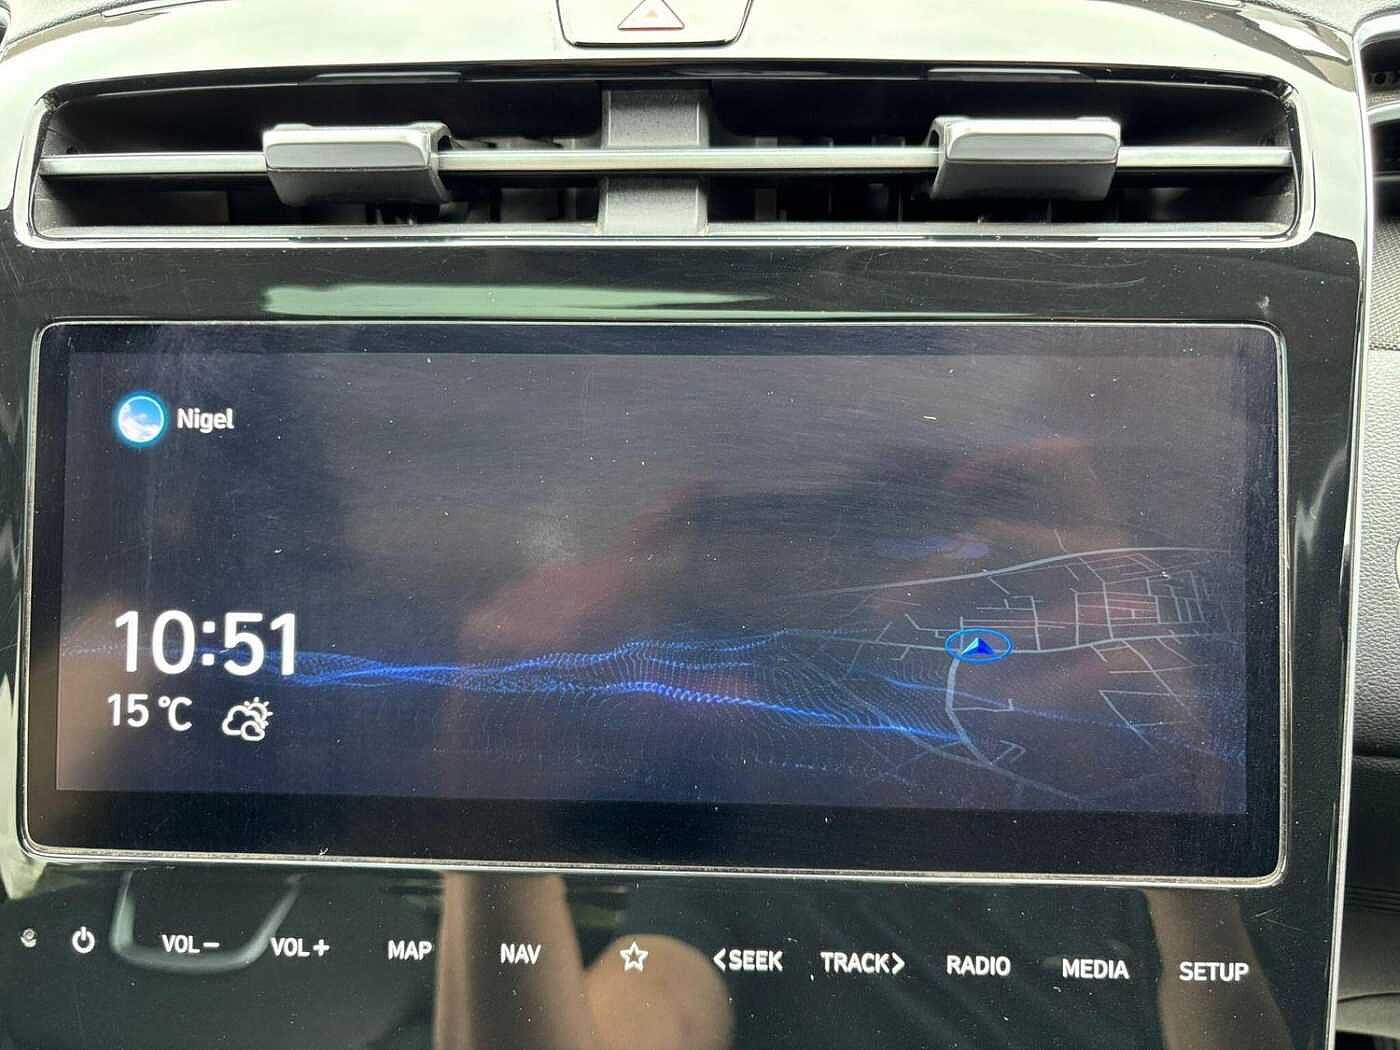 Nigel
10:51
15 °C
VOL− VOL+ MAP NAV <SEEK TRACK> RADIO MEDIA SETUP